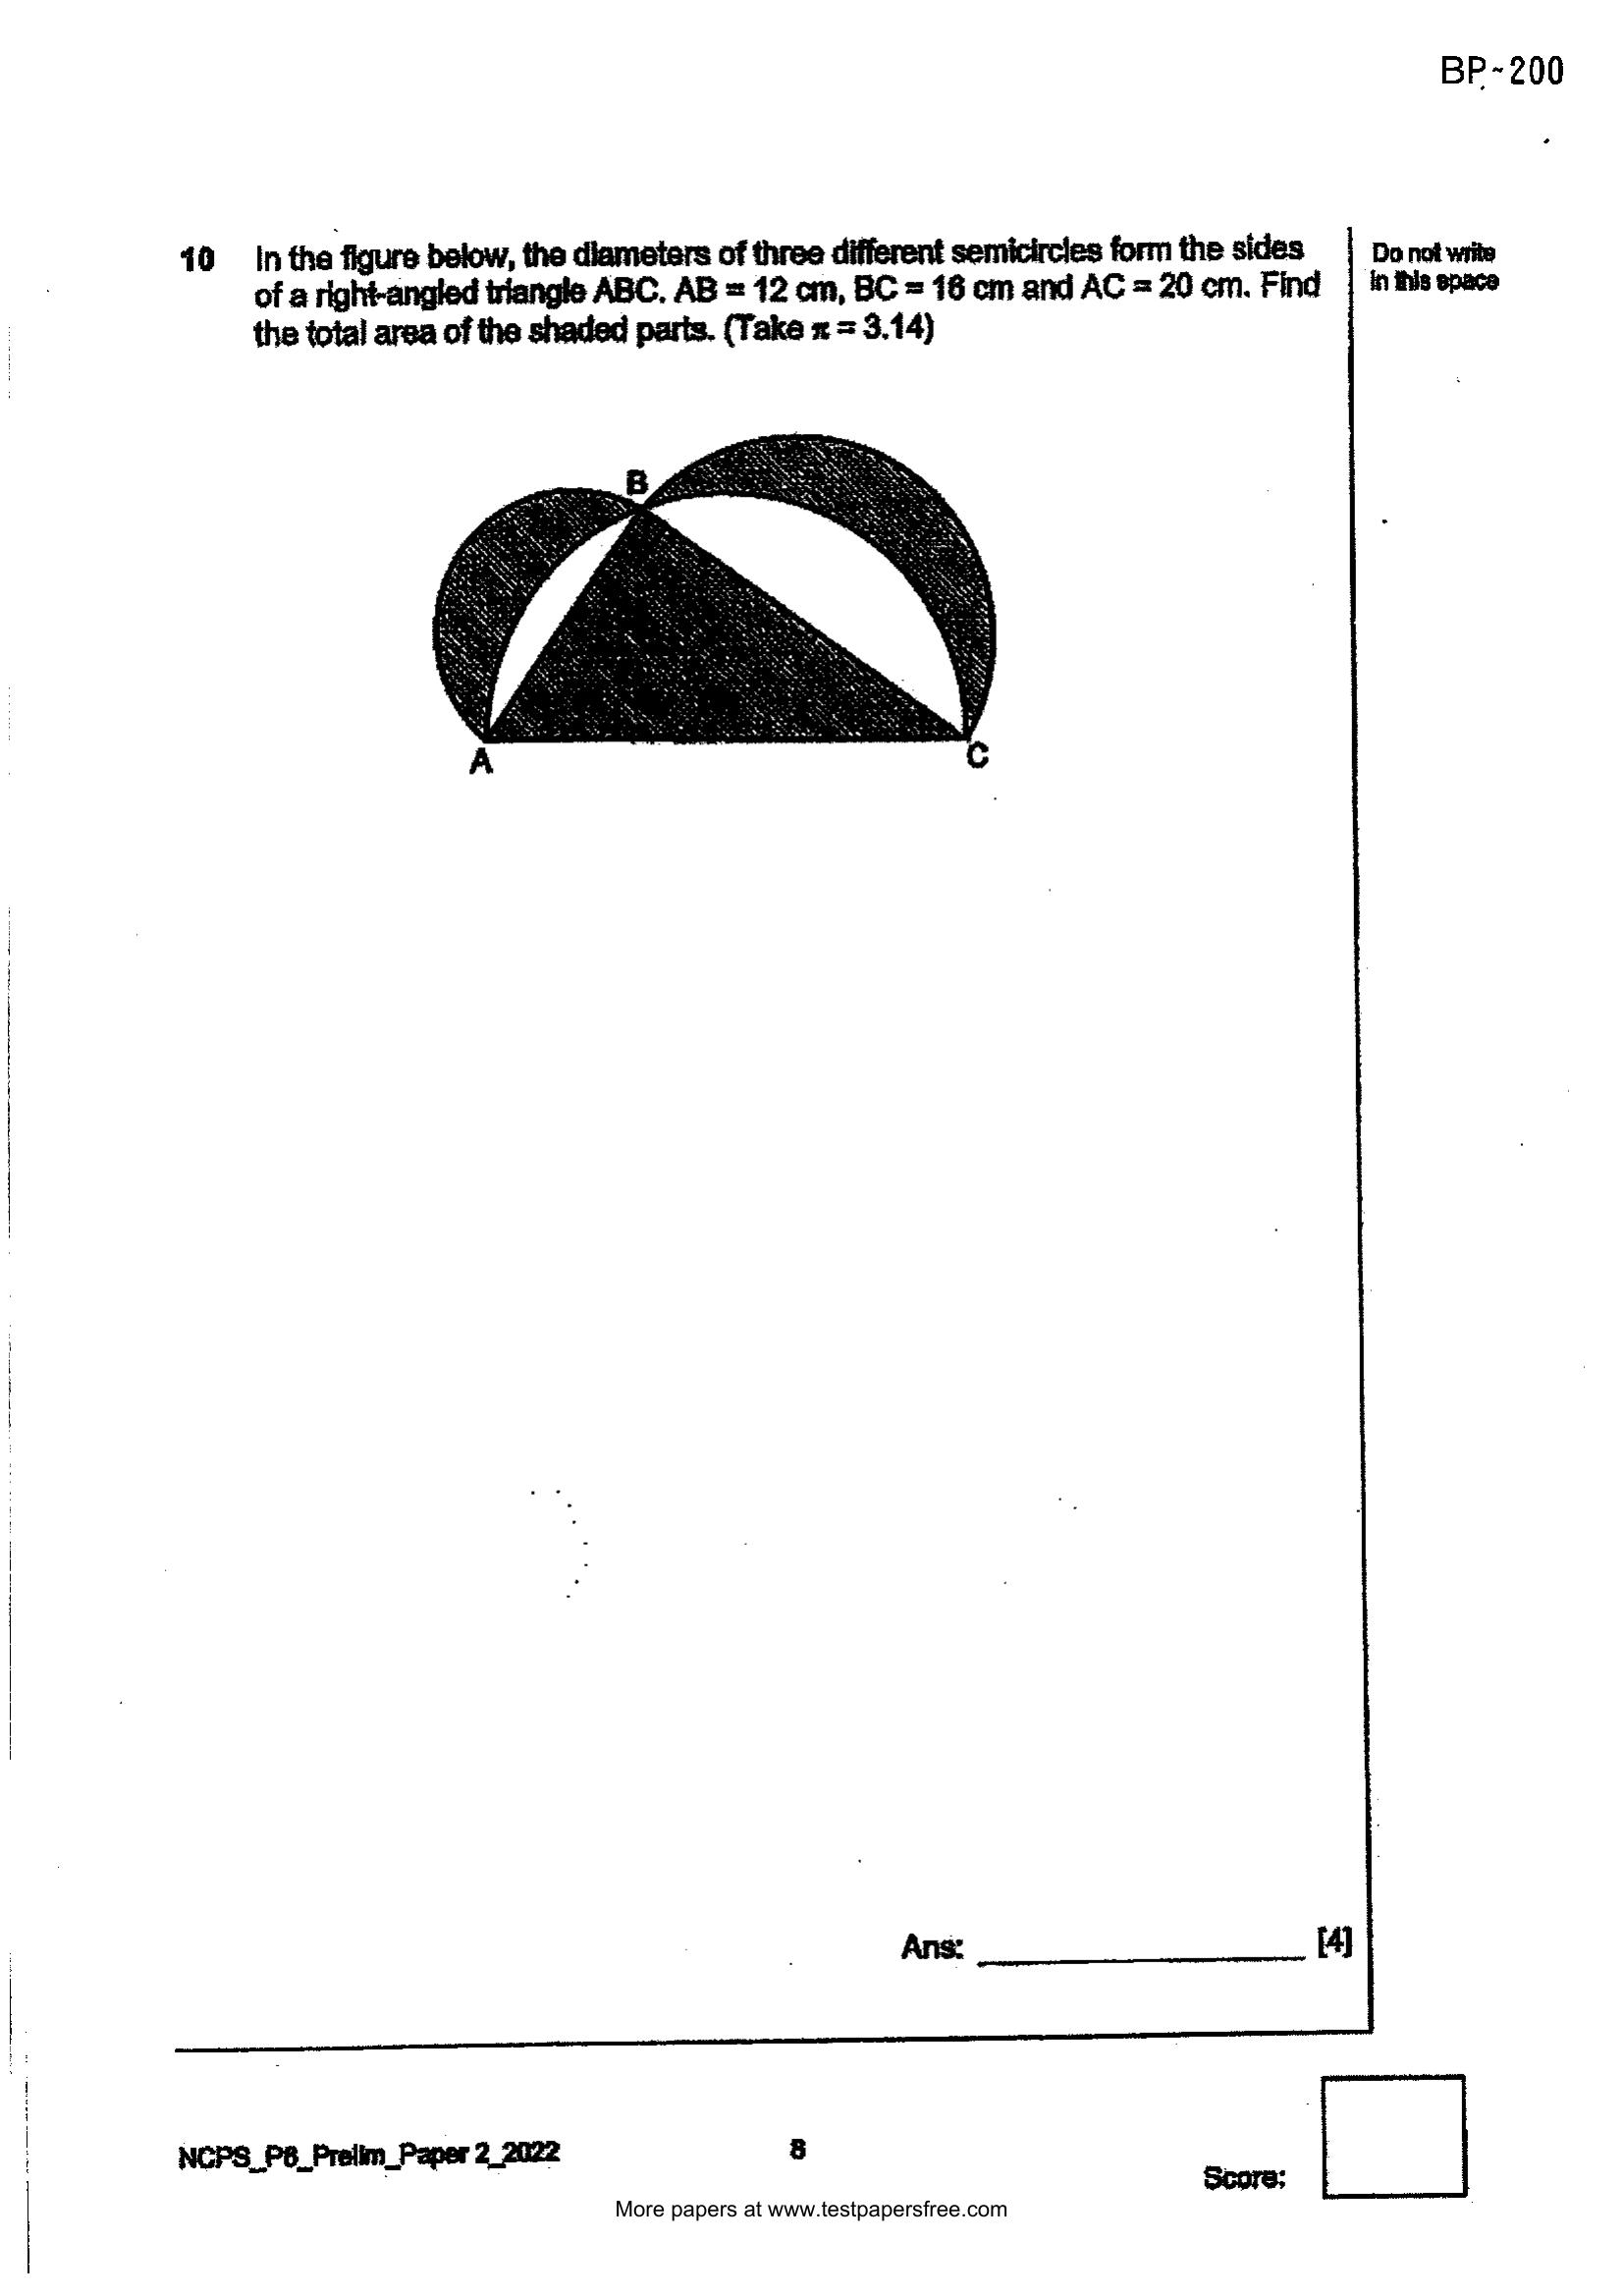 BP-200
10 In the figure below, the diameters of three different semicircles form the sides
of a right-angled triangle ABC. AB = 12 cm, BC = 16 cm and AC = 20 cm. Find
the total area of the shaded parts. (Take π = 3.14)
Do not write
in this space
B
A
C
Ans: ____________ [4]
NCPS_P6_Prelim_Paper 2_2022
8
Score:
More papers at www.testpapersfree.com